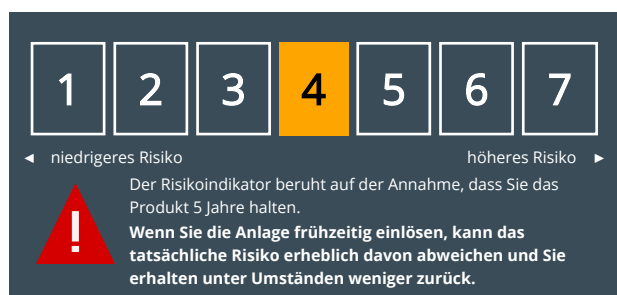 1 2 3 4 5 6 7
◄ niedrigeres Risiko höheres Risiko ►
Der Risikoindikator beruht auf der Annahme, dass Sie das
Produkt 5 Jahre halten.
Wenn Sie die Anlage frühzeitig einlösen, kann das
tatsächliche Risiko erheblich davon abweichen und Sie
erhalten unter Umständen weniger zurück.
!